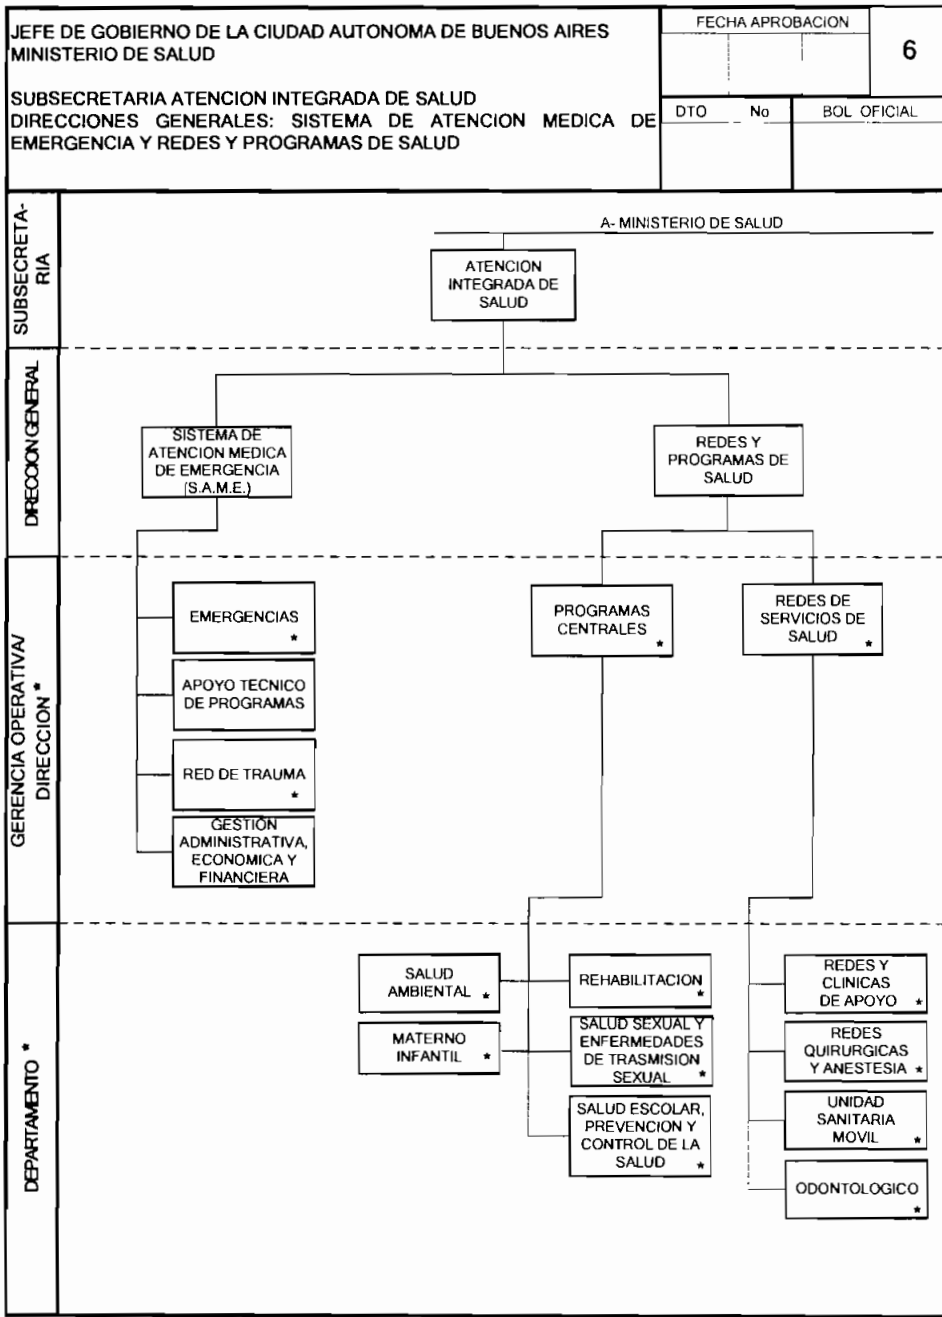 JEFE DE GOBIERNO DE LA CIUDAD AUTONOMA DE BUENOS AIRES
MINISTERIO DE SALUD
SUBSECRETARIA ATENCION INTEGRADA DE SALUD
DIRECCIONES GENERALES: SISTEMA DE ATENCION MEDICA DE
EMERGENCIA Y REDES Y PROGRAMAS DE SALUD
FECHA APROBACION
6
DTO No
BOL OFICIAL
SUBSECRETA-
RIA
A- MINISTERIO DE SALUD
ATENCION
INTEGRADA DE
SALUD
DIRECCION GENERAL
SISTEMA DE
ATENCION MEDICA
DE EMERGENCIA
(S.A.M.E.)
REDES Y
PROGRAMAS DE
SALUD
GERENCIA OPERATIVA/
DIRECCION *
EMERGENCIAS
*
APOYO TECNICO
DE PROGRAMAS
RED DE TRAUMA
*
GESTIÓN
ADMINISTRATIVA,
ECONOMICA Y
FINANCIERA
PROGRAMAS
CENTRALES *
REDES DE
SERVICIOS DE
SALUD *
DEPARTAMENTO *
SALUD
AMBIENTAL *
MATERNO
INFANTIL *
REHABILITACION
*
SALUD SEXUAL Y
ENFERMEDADES
DE TRASMISION
SEXUAL *
SALUD ESCOLAR,
PREVENCION Y
CONTROL DE LA
SALUD *
REDES Y
CLINICAS
DE APOYO *
REDES
QUIRURGICAS
Y ANESTESIA *
UNIDAD
SANITARIA
MOVIL *
ODONTOLOGICO
*